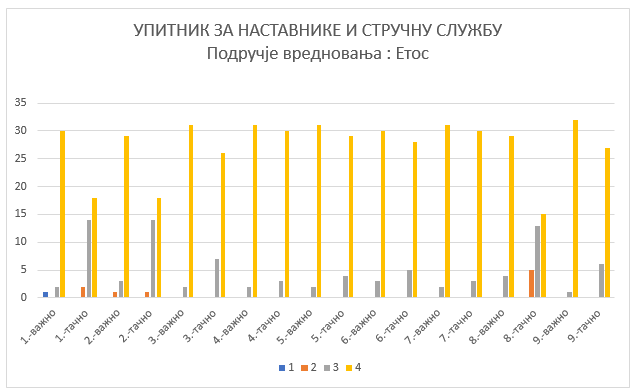 УПИТНИК ЗА НАСТАВНИКЕ И СТРУЧНУ СЛУЖБУ
Подручје вредновања : Етос
35
30
25
20
15
10
5
0
1.-важно
1.-тачно
2.-важно
2.-тачно
3.-важно
3.-тачно
4.-важно
4.-тачно
5.-важно
5.-тачно
6.-важно
6.-тачно
7.-важно
7.-тачно
8.-важно
8.-тачно
9.-важно
9.-тачно
1 2 3 4